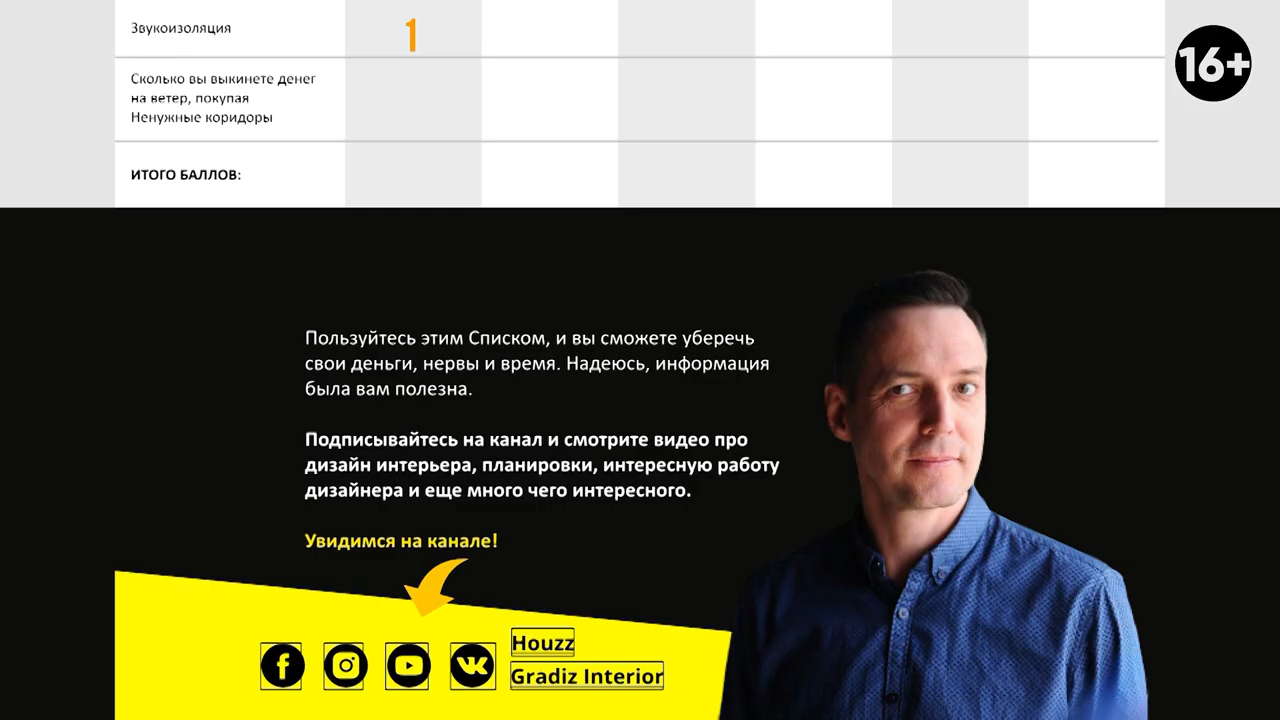 Звукоизоляция
1
16+
Сколько вы выкинете денег
на ветер, покупая
Ненужные коридоры
ИТОГО БАЛЛОВ:
Пользуйтесь этим Списком, и вы сможете уберечь
свои деньги, нервы и время. Надеюсь, информация
была вам полезна.
Подписывайтесь на канал и смотрите видео про
дизайн интерьера, планировки, интересную работу
дизайнера и еще много чего интересного.
Увидимся на канале!
Houzz
Gradiz Interior